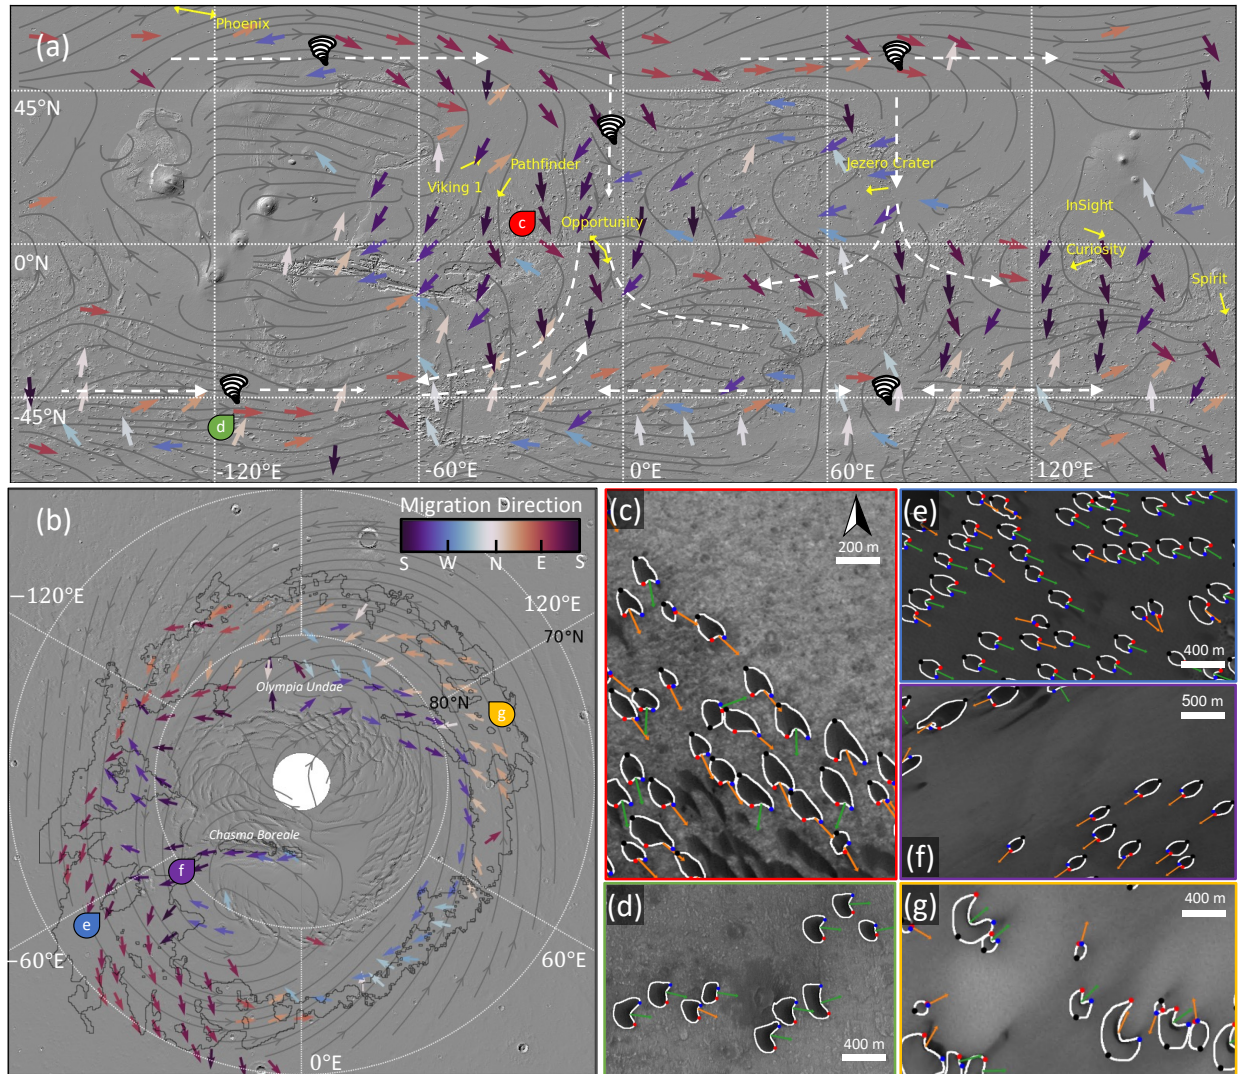 (a)
Phoenix
45°N
Pathfinder
Viking 1
Jezero Crater
c
Opportunity
InSight
0°N
Curiosity
Spirit
-45°N
d
-120°E
-60°E
0°E
60°E
120°E
(b)
Migration Direction
S W N E S
−120°E
120°E
70°N
Olympia Undae
80°N
g
Chasma Boreale
f
e
−60°E
60°E
0°E
(c)
200 m
(d)
400 m
(e)
400 m
500 m
(f)
(g)
400 m